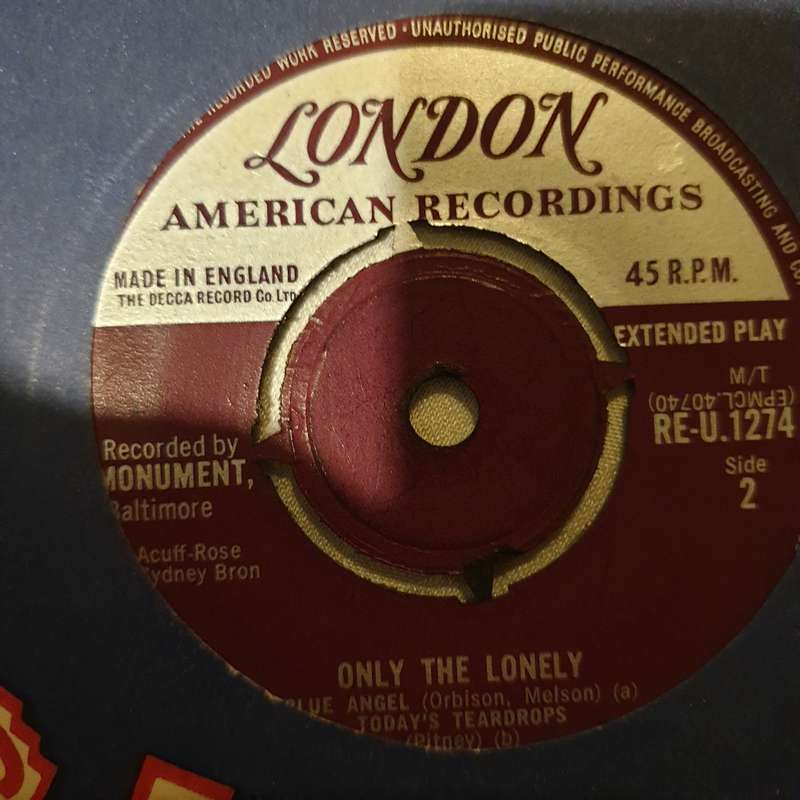 RECORDED WORK RESERVED · UNAUTHORISED PUBLIC PERFORMANCE BROADCASTING AND
LONDON
AMERICAN RECORDINGS
MADE IN ENGLAND
THE DECCA RECORD Co. LTD
45 R.P.M.
EXTENDED PLAY
M/T
(EPMCL.40740)
RE-U.1274
Side
2
Recorded by
MONUMENT,
Baltimore
Acuff-Rose
Sydney Bron
ONLY THE LONELY
BLUE ANGEL (Orbison, Melson) (a)
TODAY'S TEARDROPS
(Pitney) (b)